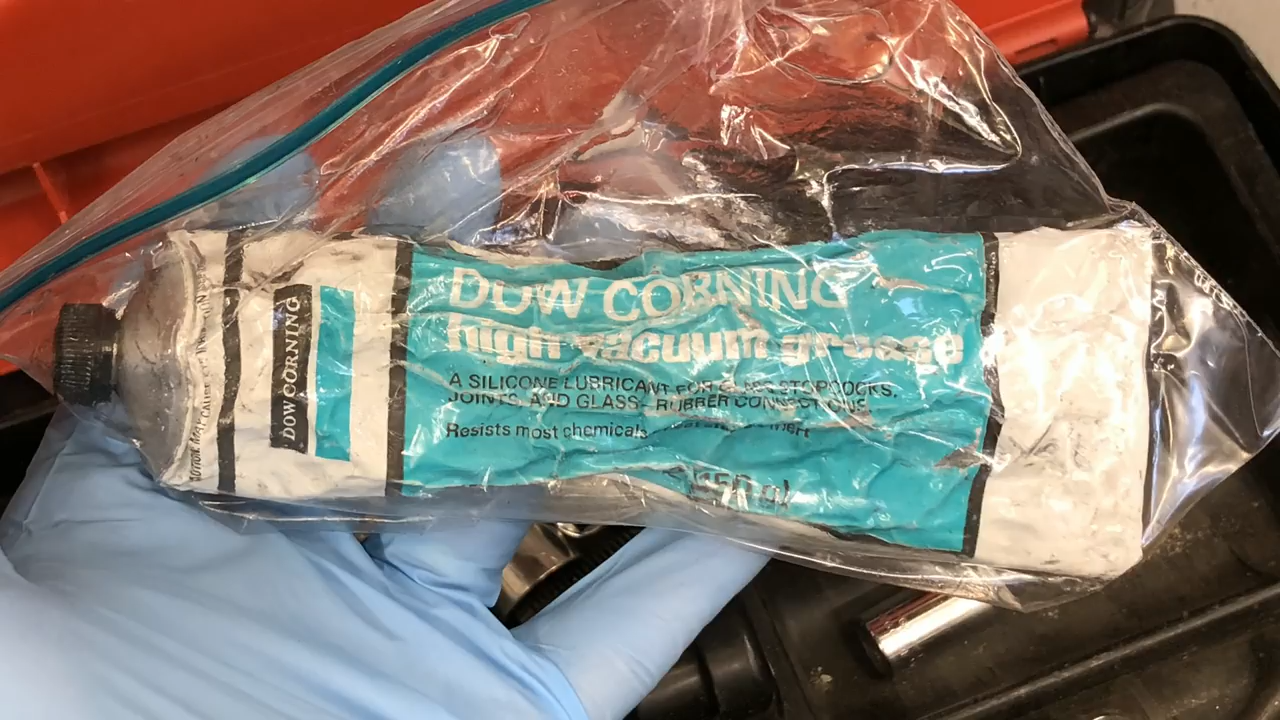 DOW CORNING
DOW CORNING
high vacuum grease
A SILICONE LUBRICANT FOR GLASS STOPCOCKS,
JOINTS, AND GLASS-RUBBER CONNECTIONS
Resists most chemicals